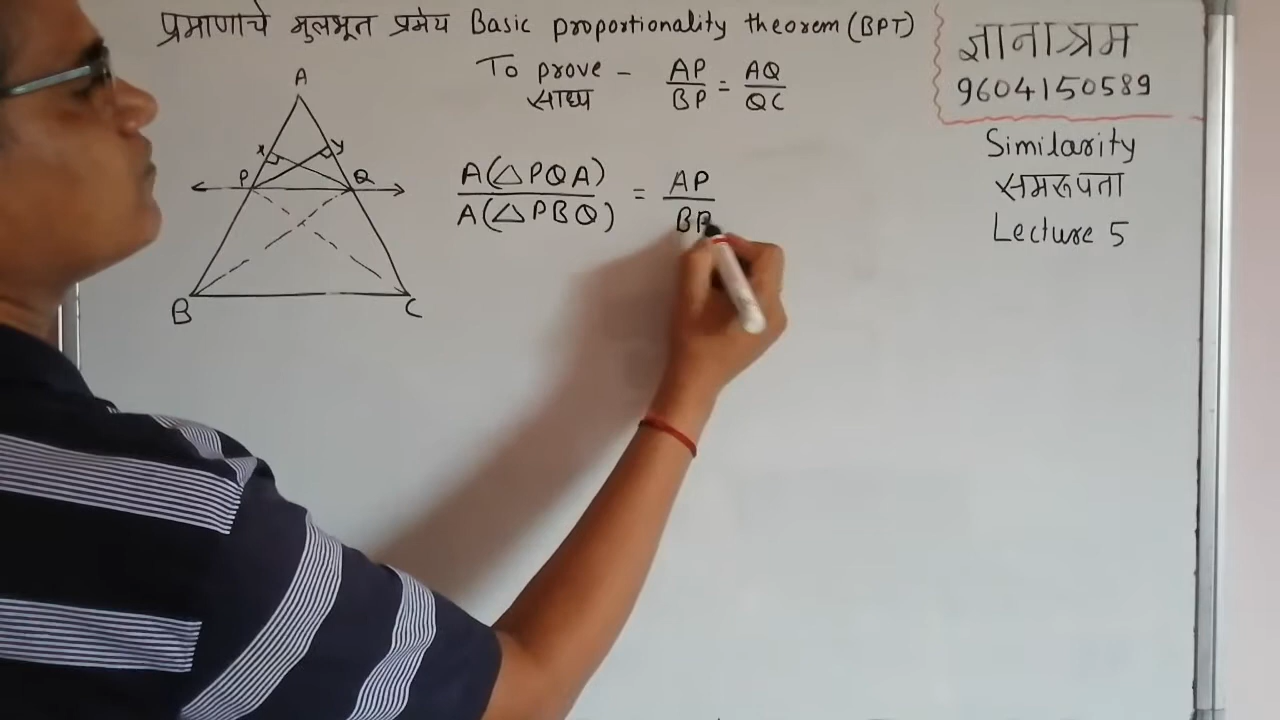 प्रमाणाचे मुलभूत प्रमेय Basic proportionality theorem (BPT)
To prove - AP/BP = AQ/QC
साध्य
A
x y
P Q
B C
A(△PQA)/A(△PBQ) = AP/BP
ज्ञानाश्रम
9604150589
Similarity
समरूपता
Lecture 5